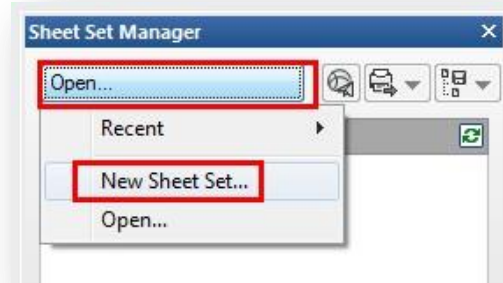 Sheet Set Manager
Open...
Recent
New Sheet Set...
Open...